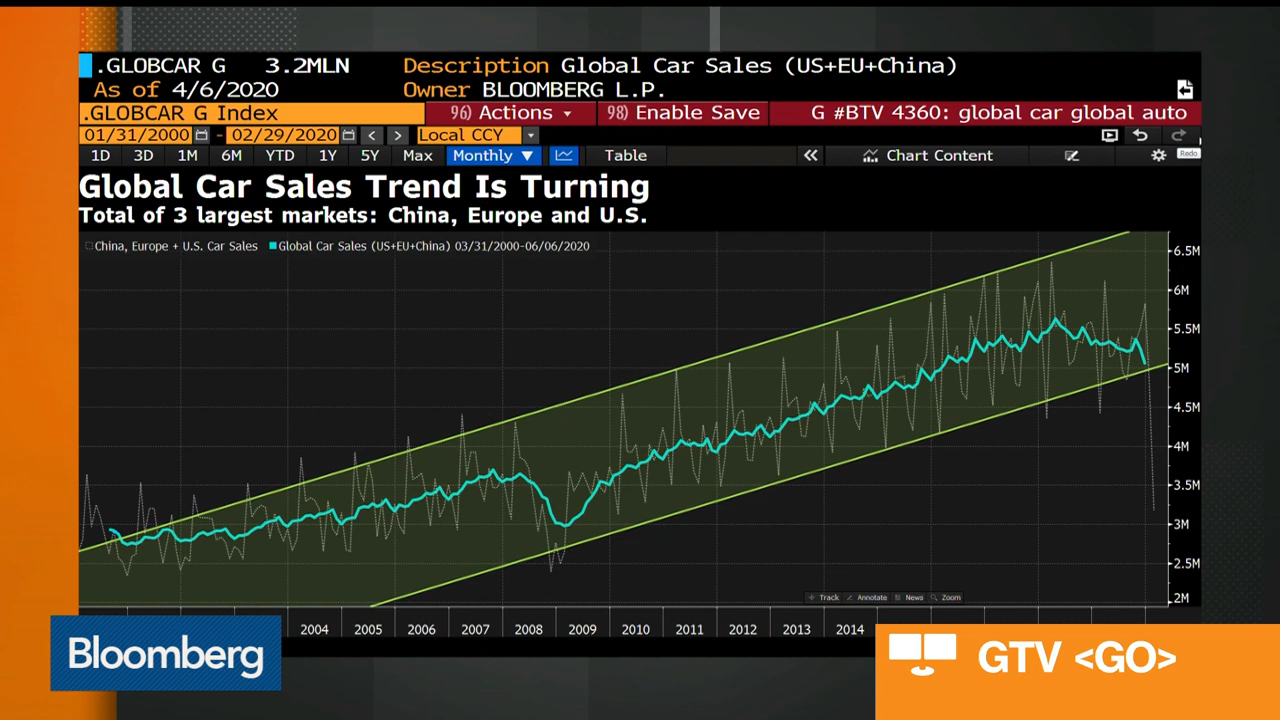 .GLOBCAR G 3.2MLN Description Global Car Sales (US+EU+China)
As of 4/6/2020 Owner BLOOMBERG L.P.
.GLOBCAR G Index 96) Actions 98) Enable Save G #BTV 4360: global car global auto
01/31/2000 - 02/29/2020 < > Local CCY
1D 3D 1M 6M YTD 1Y 5Y Max Monthly ▼ Table « Chart Content Redo
Global Car Sales Trend Is Turning
Total of 3 largest markets: China, Europe and U.S.
China, Europe + U.S. Car Sales Global Car Sales (US+EU+China) 03/31/2000-06/06/2020
6.5M
6M
5.5M
5M
4.5M
4M
3.5M
3M
2.5M
2M
Track Annotate News Zoom
2004 2005 2006 2007 2008 2009 2010 2011 2012 2013 2014
Bloomberg
GTV <GO>